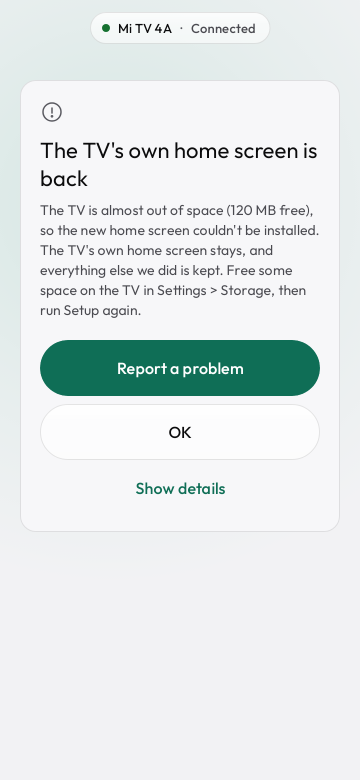 Mi TV 4A · Connected
The TV's own home screen is
back
The TV is almost out of space (120 MB free),
so the new home screen couldn't be installed.
The TV's own home screen stays, and
everything else we did is kept. Free some
space on the TV in Settings > Storage, then
run Setup again.
Report a problem
OK
Show details